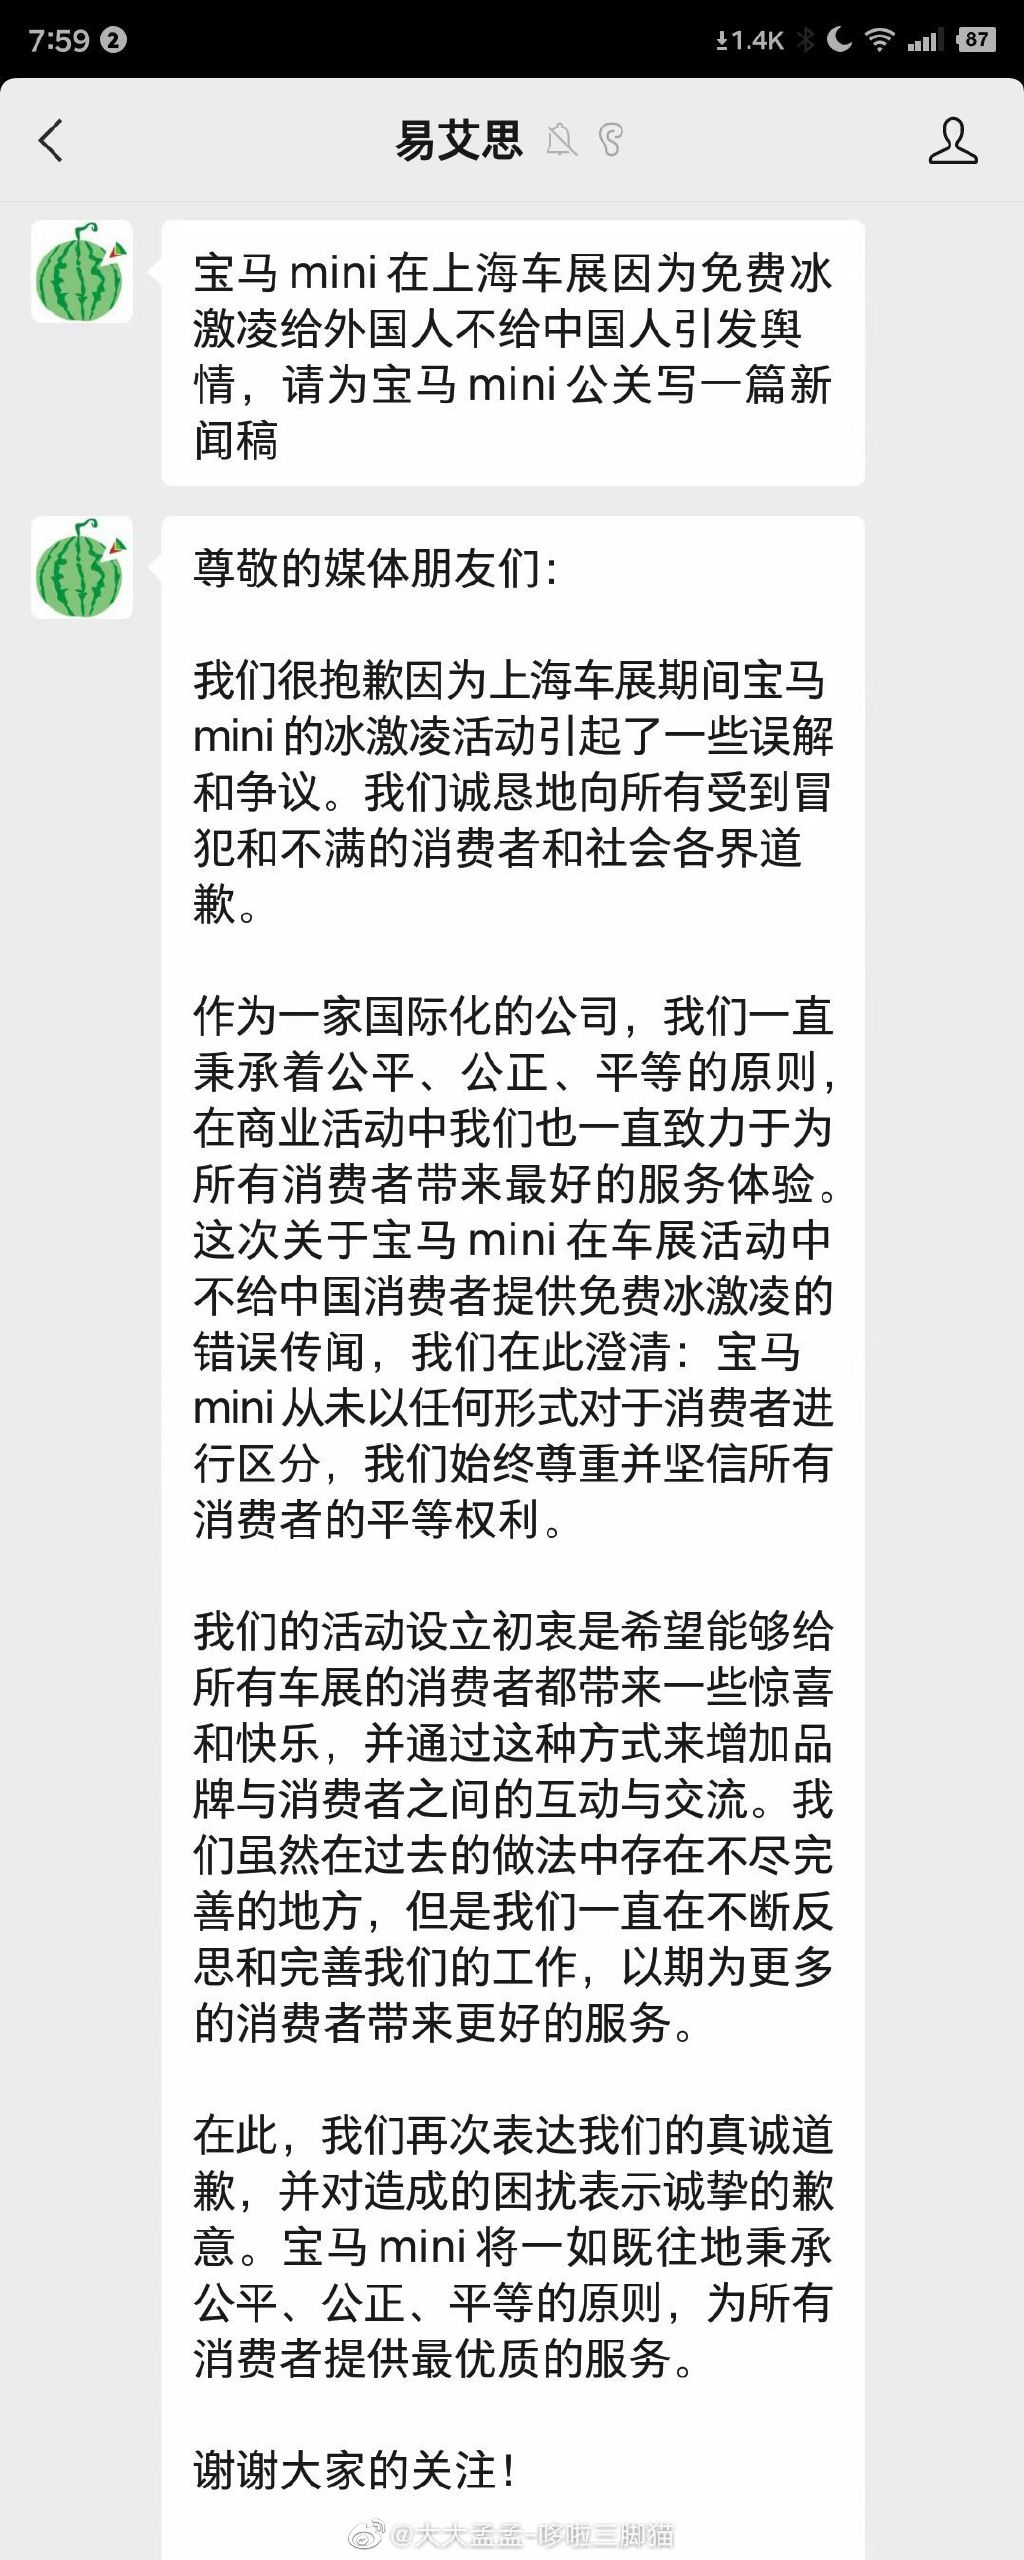 7:59 2 1.4K 87
易艾思
宝马 mini 在上海车展因为免费冰
激凌给外国人不给中国人引发舆
情，请为宝马 mini 公关写一篇新
闻稿
尊敬的媒体朋友们：
我们很抱歉因为上海车展期间宝马
mini 的冰激凌活动引起了一些误解
和争议。我们诚恳地向所有受到冒
犯和不满的消费者和社会各界道
歉。
作为一家国际化的公司，我们一直
秉承着公平、公正、平等的原则，
在商业活动中我们也一直致力于为
所有消费者带来最好的服务体验。
这次关于宝马 mini 在车展活动中
不给中国消费者提供免费冰激凌的
错误传闻，我们在此澄清：宝马
mini 从未以任何形式对于消费者进
行区分，我们始终尊重并坚信所有
消费者的平等权利。
我们的活动设立初衷是希望能够给
所有车展的消费者都带来一些惊喜
和快乐，并通过这种方式来增加品
牌与消费者之间的互动与交流。我
们虽然在过去的做法中存在不尽完
善的地方，但是我们一直在不断反
思和完善我们的工作，以期为更多
的消费者带来更好的服务。
在此，我们再次表达我们的真诚道
歉，并对造成的困扰表示诚挚的歉
意。宝马 mini 将一如既往地秉承
公平、公正、平等的原则，为所有
消费者提供最优质的服务。
谢谢大家的关注！
@大大孟孟-哆啦三脚猫